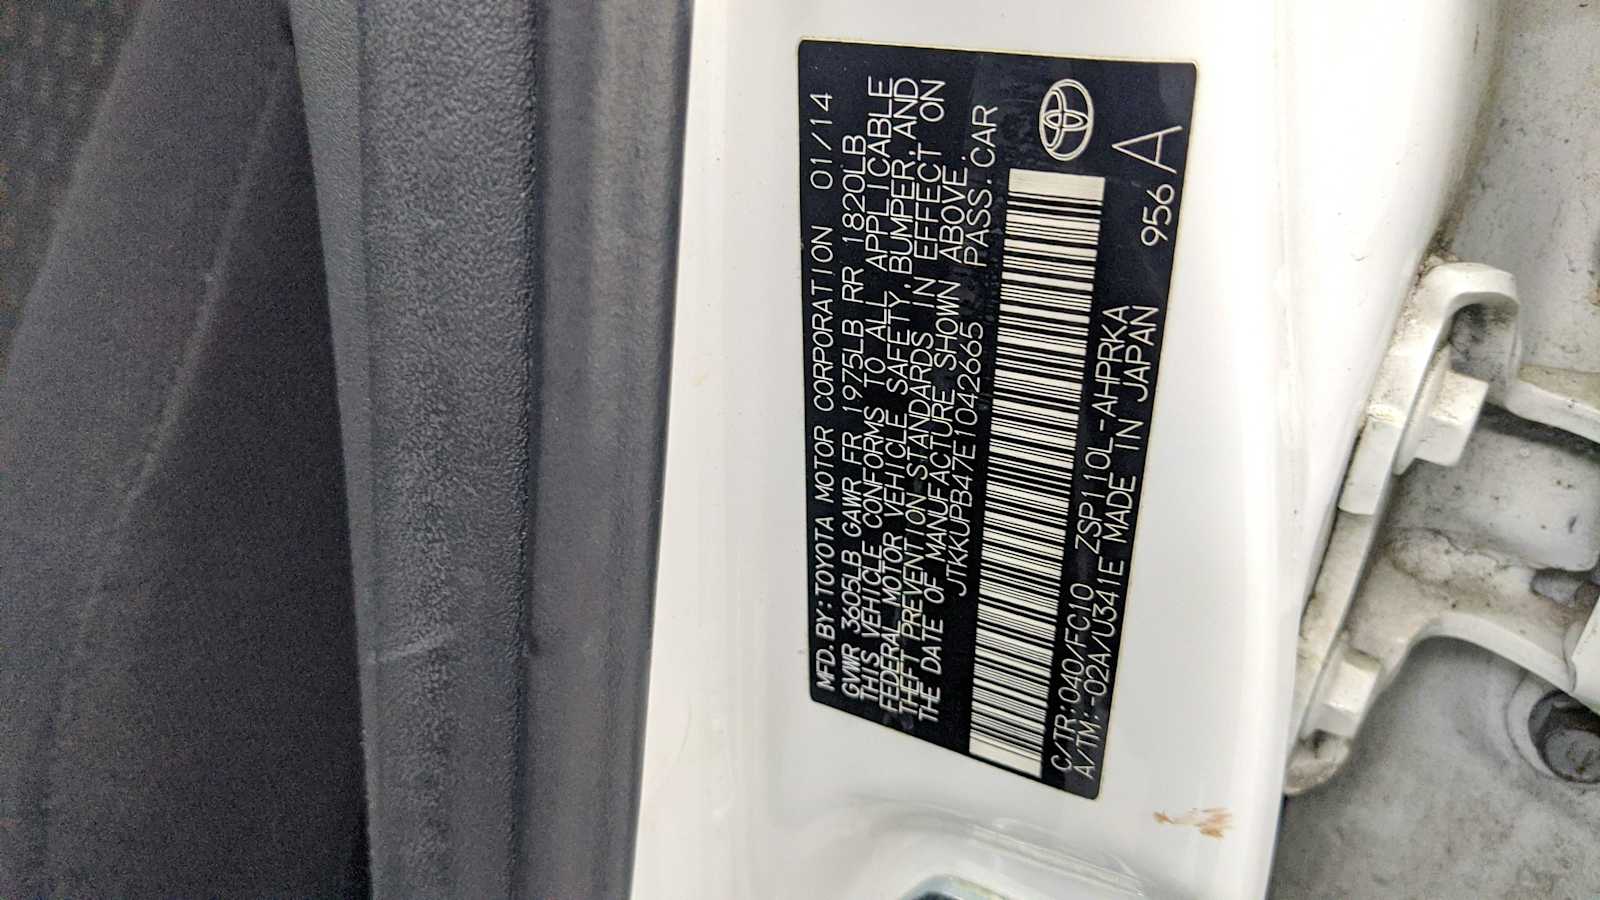 MFD. BY: TOYOTA MOTOR CORPORATION 01/14
GVWR 3605LB GAWR FR 1975LB RR 1820LB
THIS VEHICLE CONFORMS TO ALL APPLICABLE
FEDERAL MOTOR VEHICLE SAFETY, BUMPER, AND
THEFT PREVENTION STANDARDS IN EFFECT ON
THE DATE OF MANUFACTURE SHOWN ABOVE.
JTKKUPB47E1042665 PASS. CAR
C/TR:040/FC10 ZSP110L-AHPRKA
A/TM:-02A/U341E MADE IN JAPAN
956 A